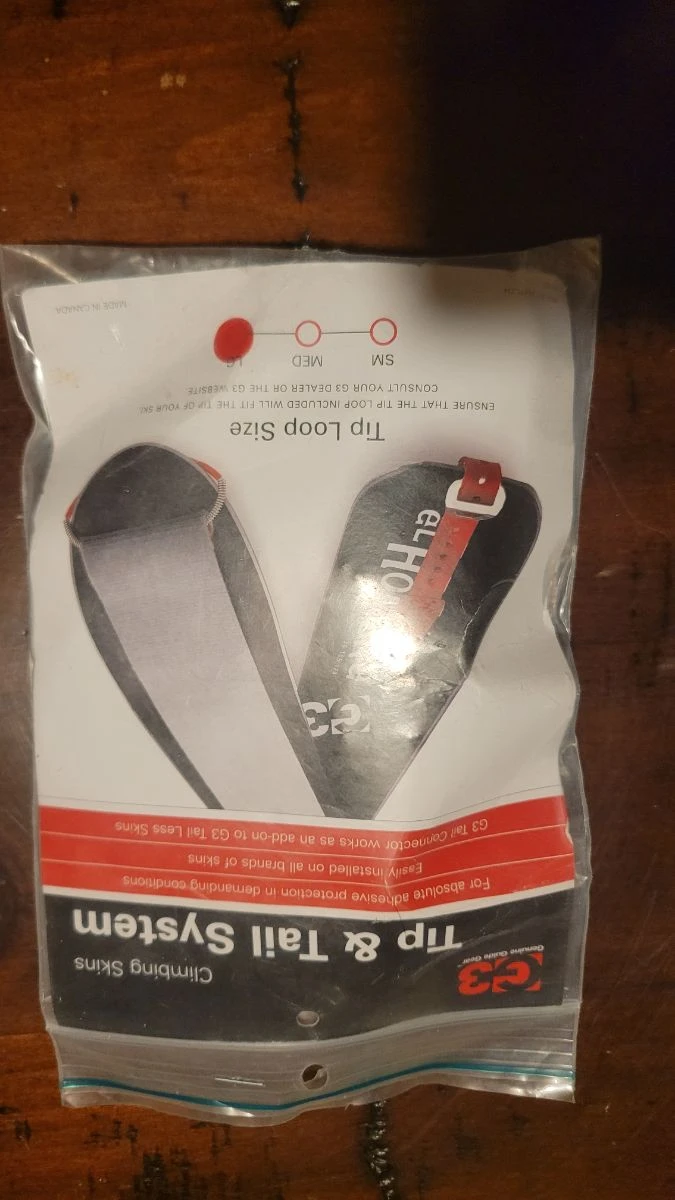 G3
Genuine Guide Gear™
Climbing Skins
Tip & Tail System
For absolute adhesive protection in demanding conditions
Easily installed on all brands of skins
G3 Tail Connector works as an add-on to G3 Tail Less Skins
G3
eL Ho
Tip Loop Size
ENSURE THAT THE TIP LOOP INCLUDED WILL FIT THE TIP OF YOUR SKI
CONSULT YOUR G3 DEALER OR THE G3 WEBSITE
SM MED LG
MADE IN CANADA